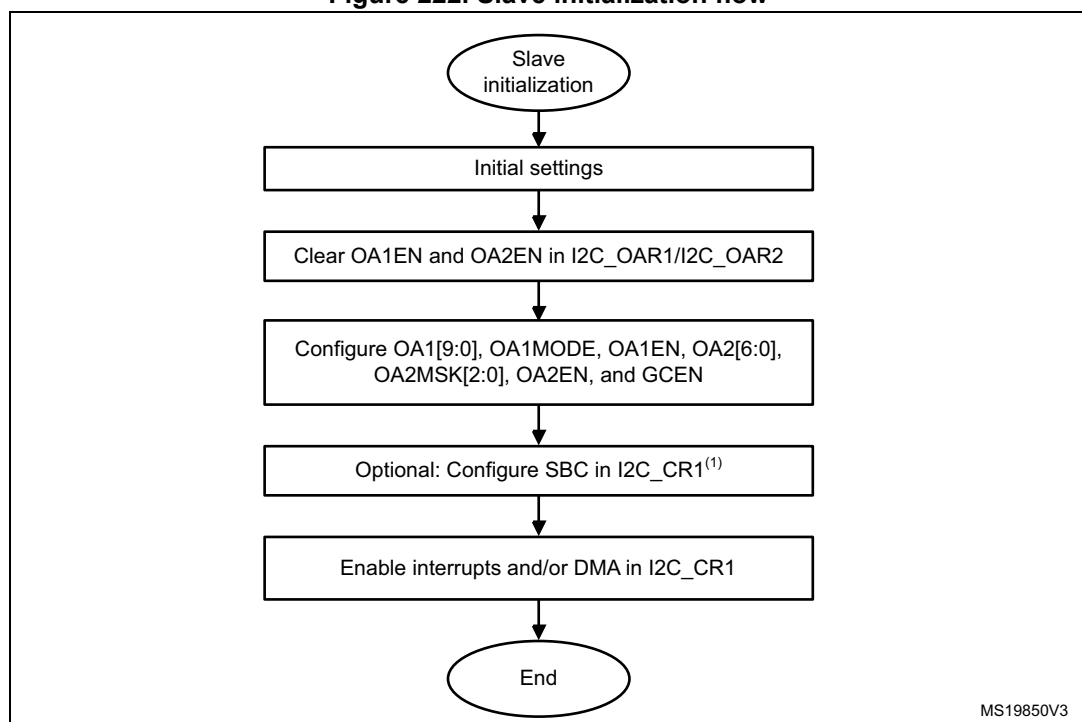 Figure 222. Slave initialization flow
Slave
initialization
Initial settings
Clear OA1EN and OA2EN in I2C_OAR1/I2C_OAR2
Configure OA1[9:0], OA1MODE, OA1EN, OA2[6:0],
OA2MSK[2:0], OA2EN, and GCEN
Optional: Configure SBC in I2C_CR1(1)
Enable interrupts and/or DMA in I2C_CR1
End
MS19850V3